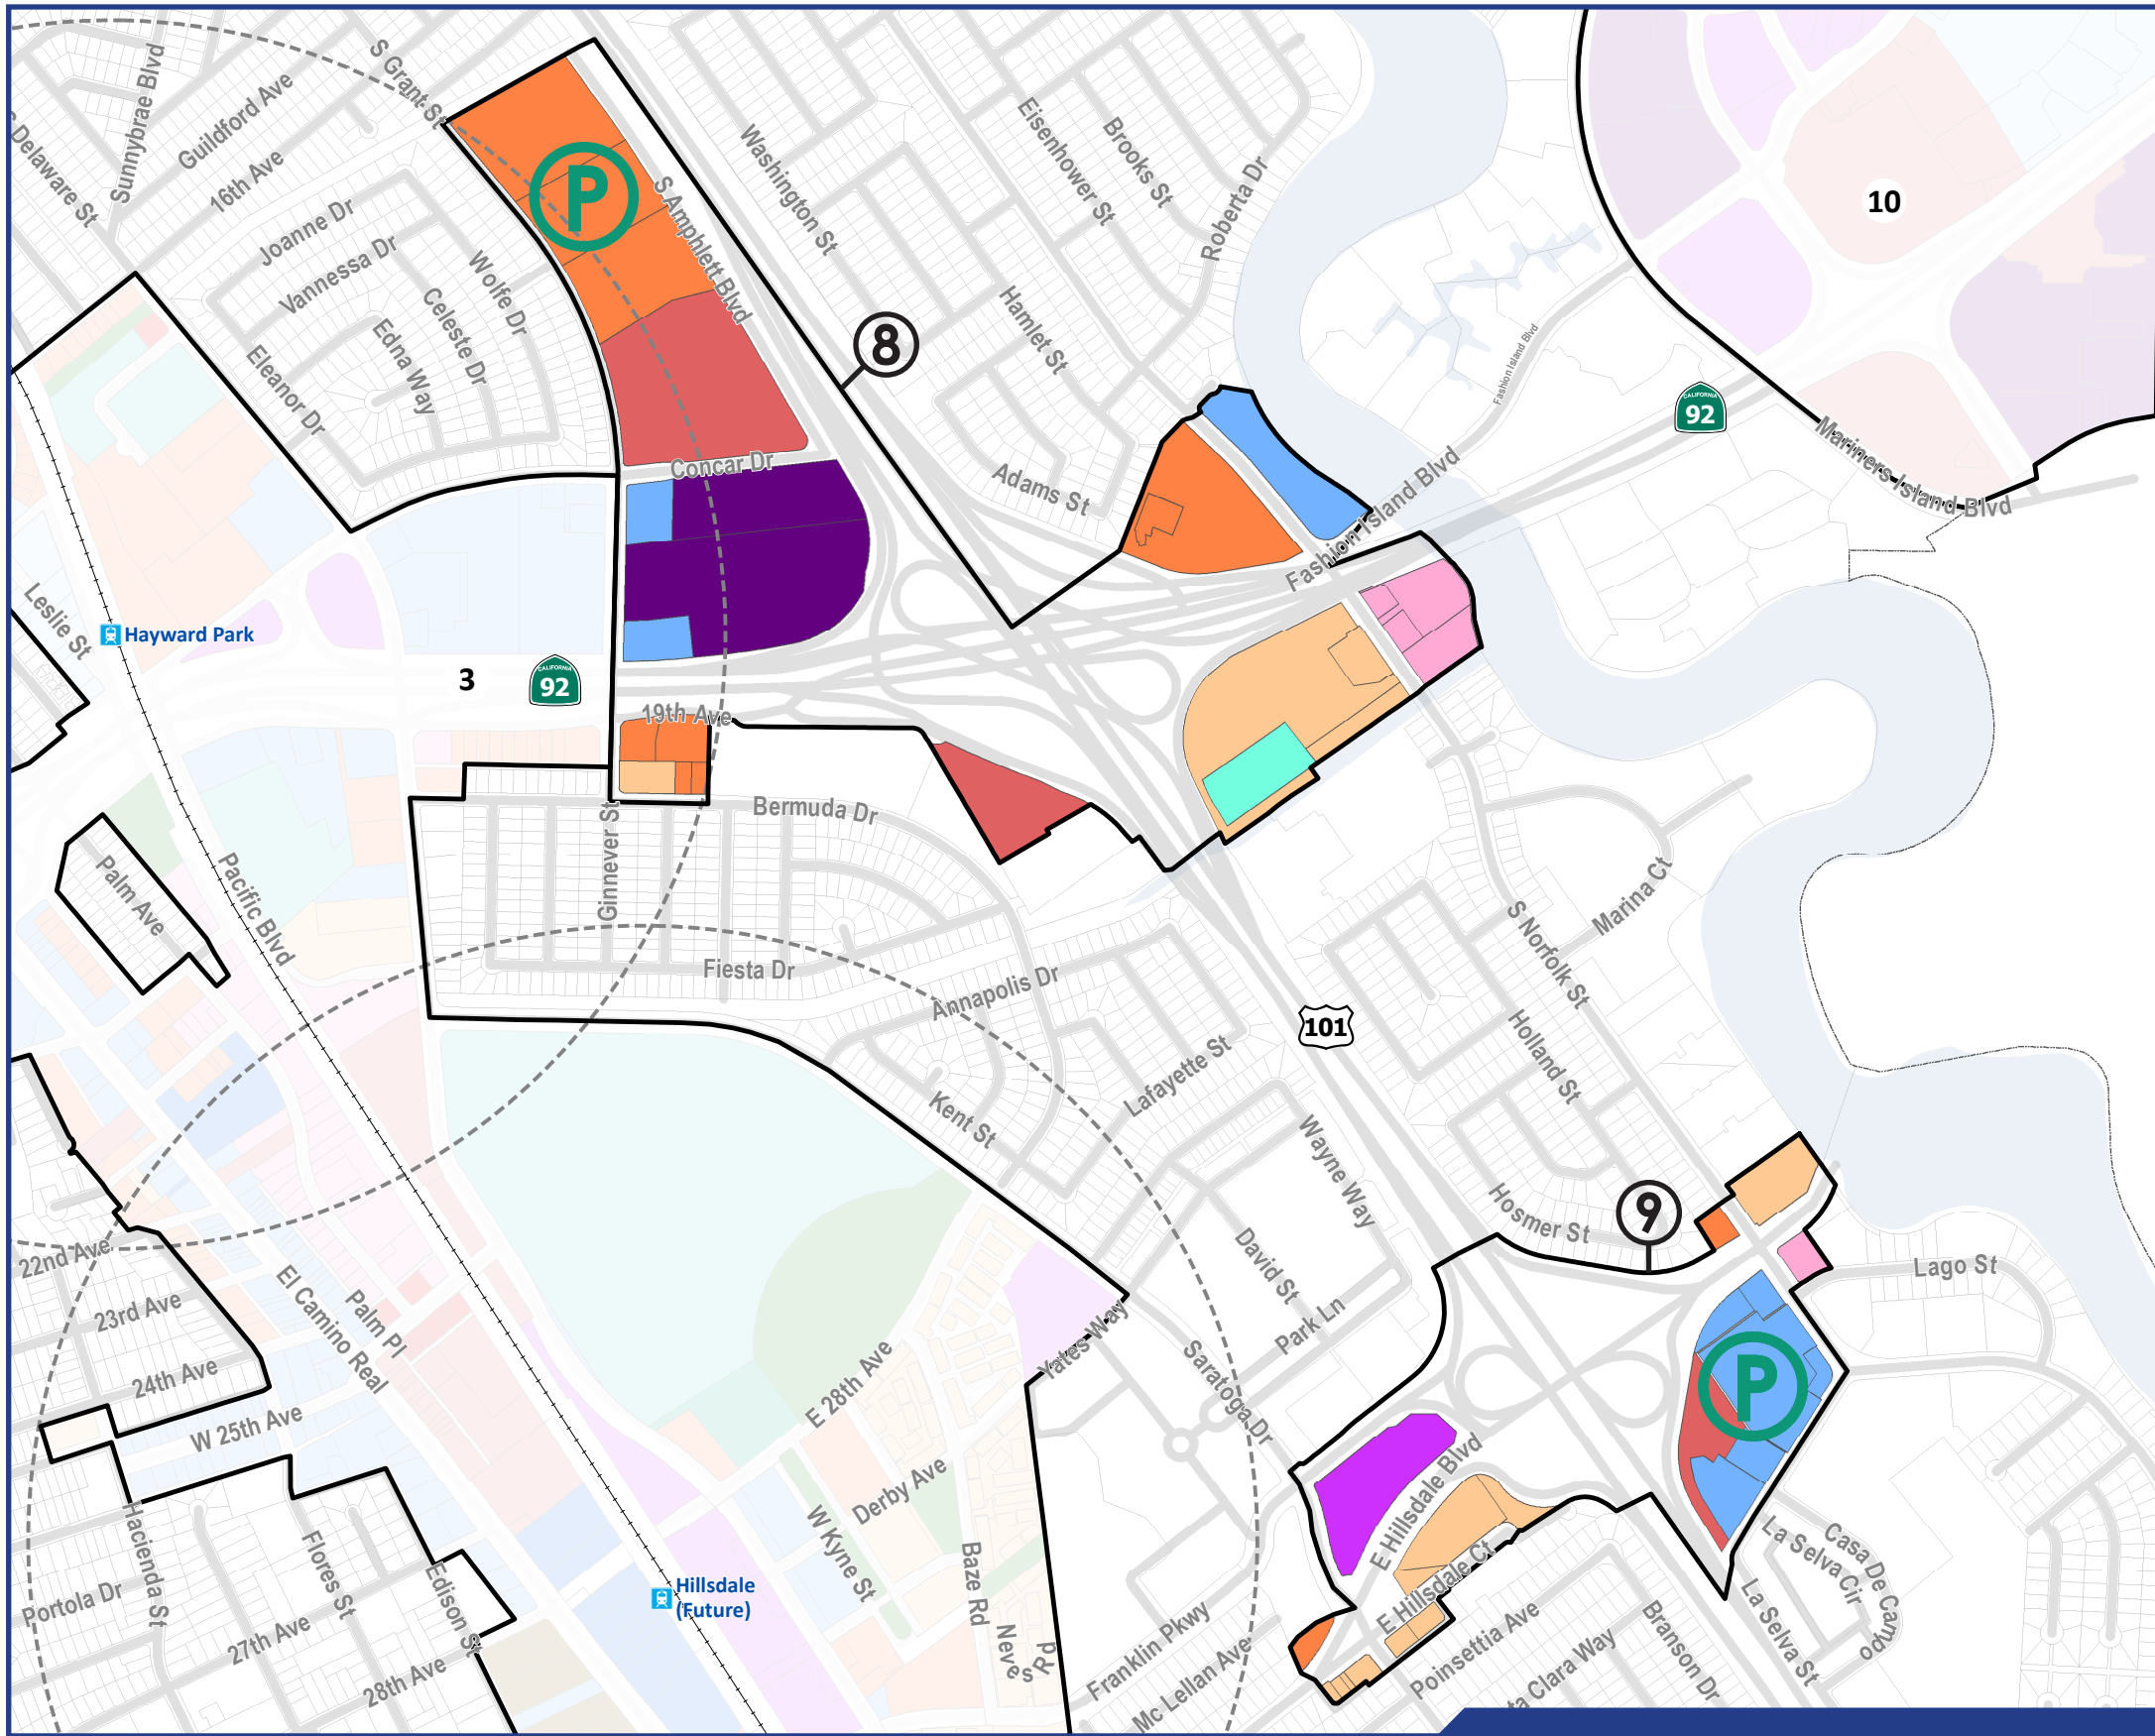 S Grant St
Sunnybrae Blvd
Guildford Ave
16th Ave
S Delaware St
Joanne Dr
Vannessa Dr
Wolfe Dr
Celeste Dr
Edna Way
Eleanor Dr
P
S Amphlett Blvd
Washington St
Eisenhower St
Brooks St
Roberta Dr
Hamlet St
8
Adams St
Concar Dr
Fashion Island Blvd
Fashion Island Blvd
10
CALIFORNIA
92
Mariners Island Blvd
Leslie St
Hayward Park
3
CALIFORNIA
92
19th Ave
Bermuda Dr
Ginnever St
Palm Ave
Pacific Blvd
Fiesta Dr
Annapolis Dr
Lafayette St
Kent St
101
S Norfolk St
Marina Ct
Holland St
Wayne Way
Hosmer St
9
Lago St
22nd Ave
23rd Ave
24th Ave
W 25th Ave
El Camino Real
Palm Pl
David St
Park Ln
Yates Way
Saratoga Dr
E 28th Ave
Derby Ave
W Kyne St
Baze Rd
Neves Rd
P
E Hillsdale Blvd
E Hillsdale Ct
Hacienda St
Flores St
Edison St
Portola Dr
27th Ave
28th Ave
Hillsdale
(Future)
Franklin Pkwy
Mc Lellan Ave
Poinsettia Ave
ta Clara Way
Branson Dr
La Selva St
La Selva Cir
Casa De Campo